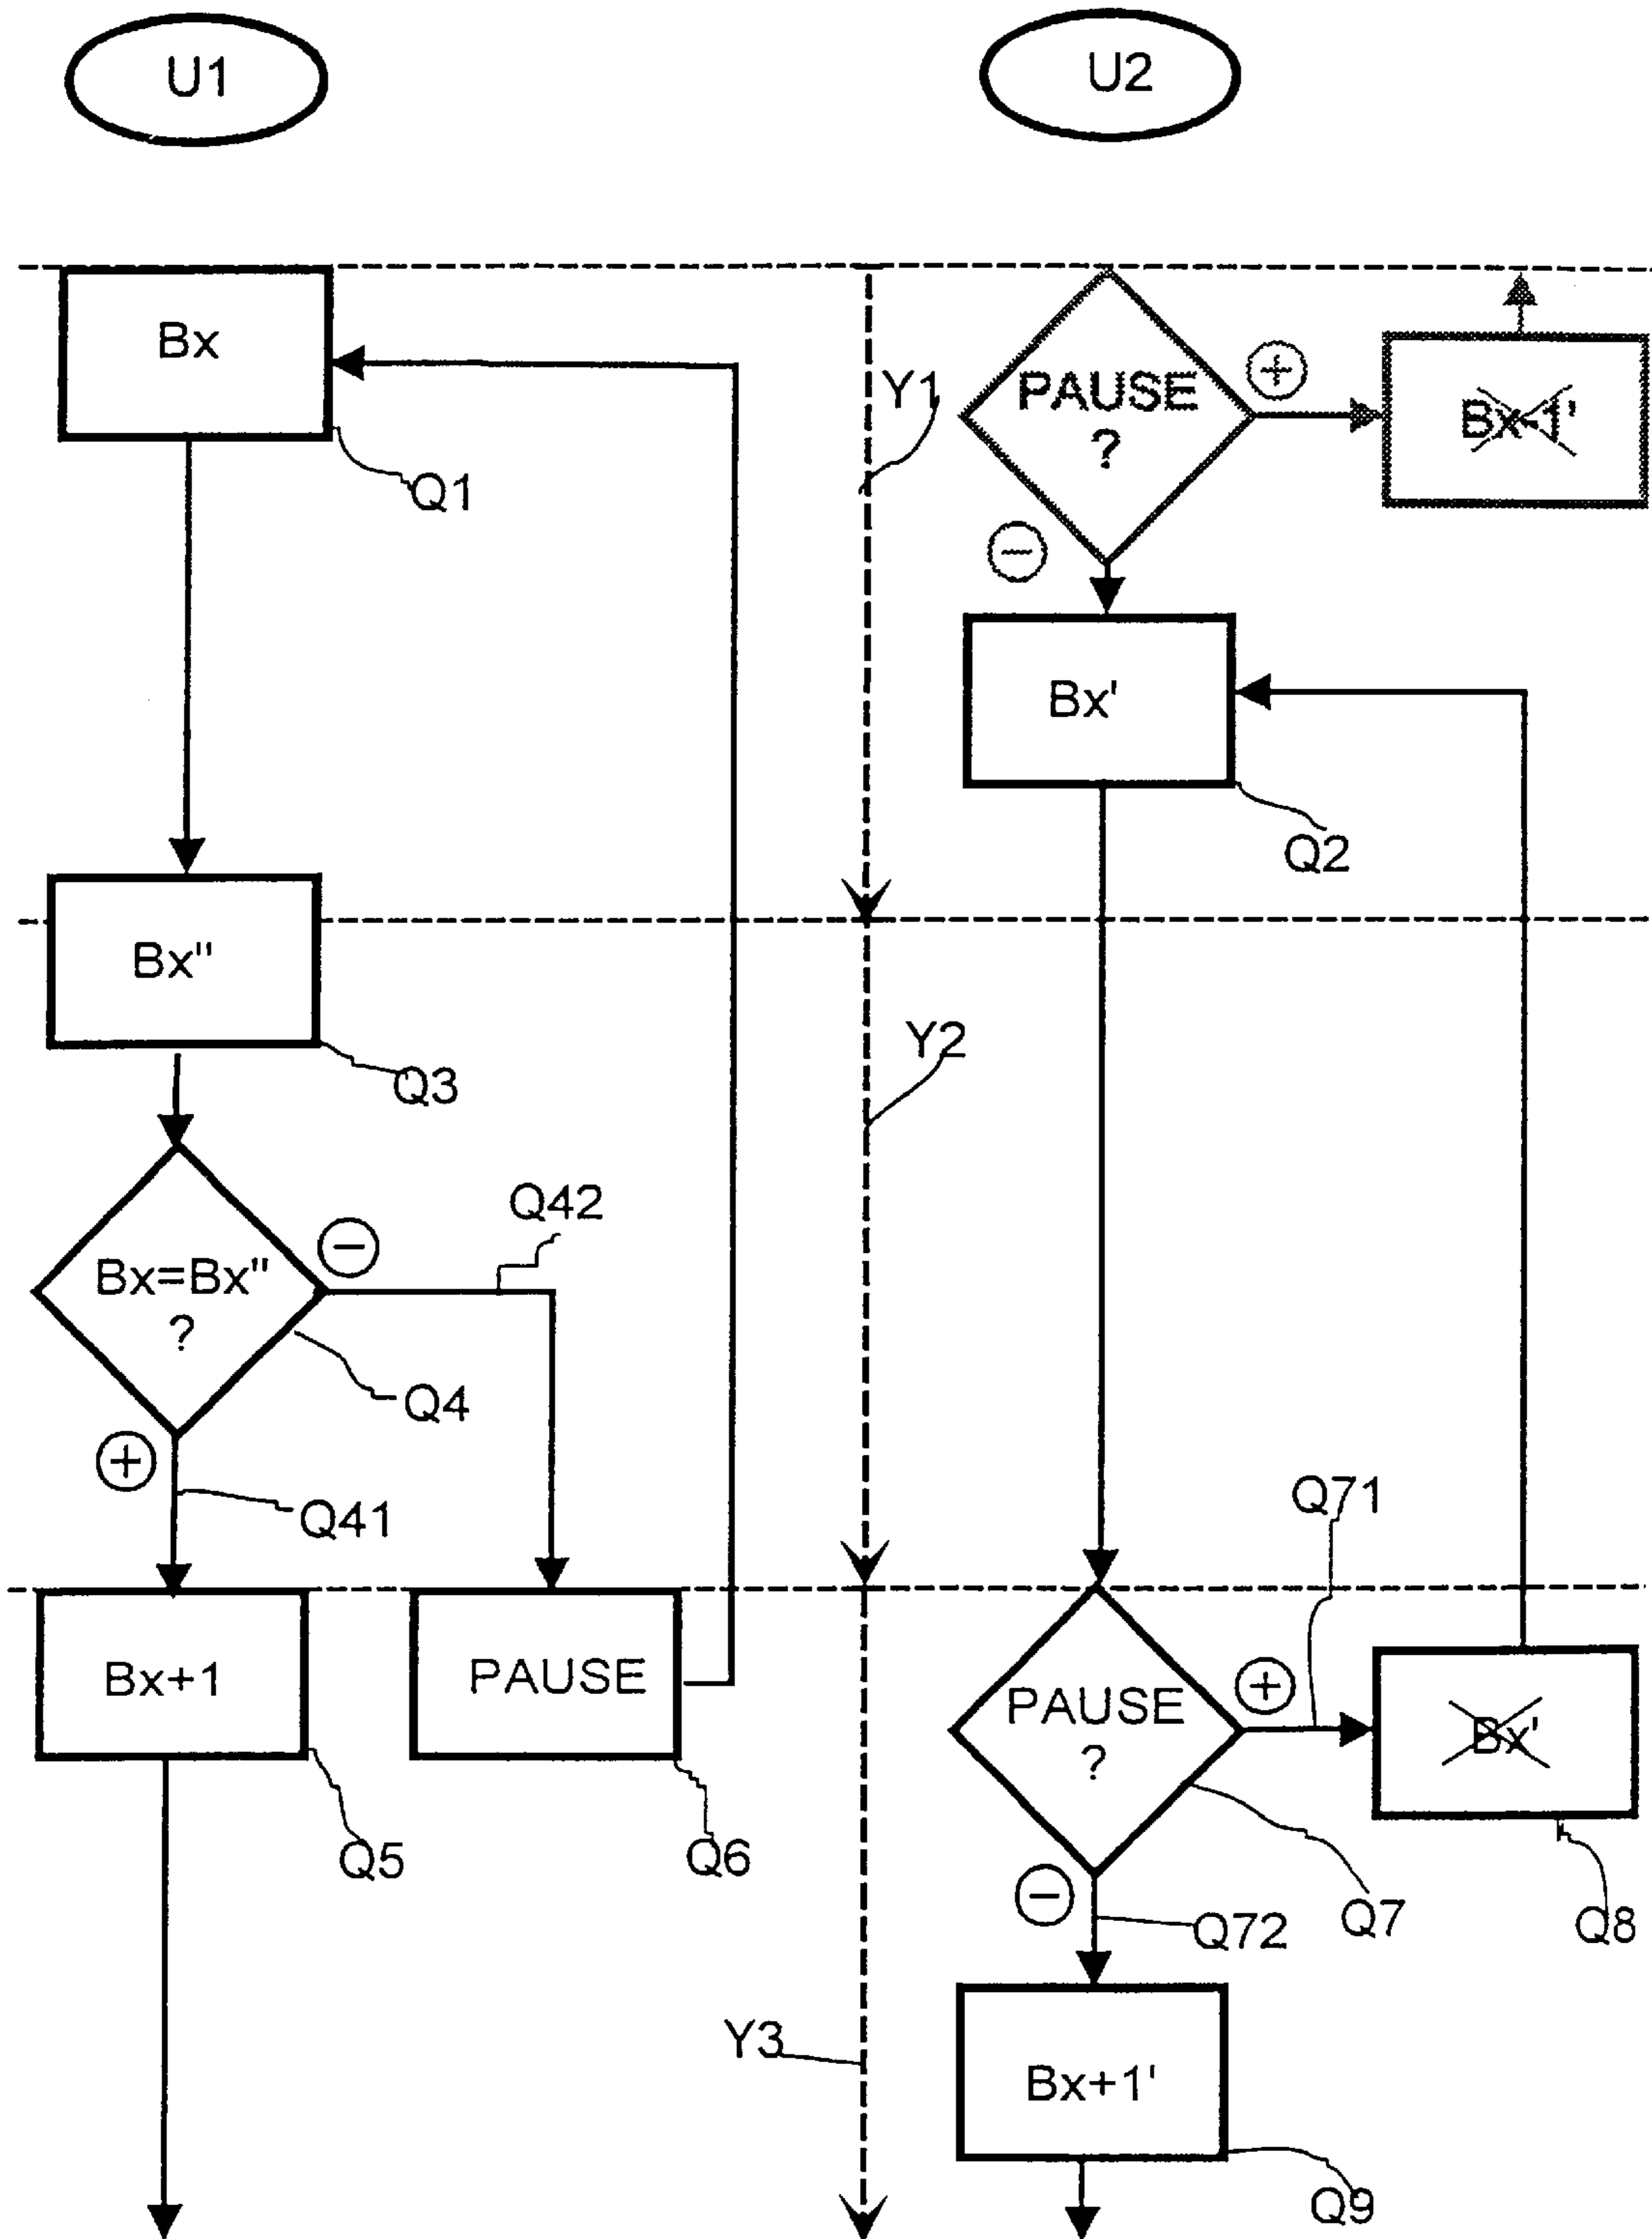 U1
U2
Bx
Q1
Y1
PAUSE
?
+
Bx-1'
−
Bx'
Q2
Bx"
Q3
Y2
Bx=Bx"
?
−
Q42
Q4
+
Q41
Bx+1
Q5
PAUSE
Q6
PAUSE
?
+
Q71
Bx'
Q8
Q7
−
Q72
Y3
Bx+1'
Q9